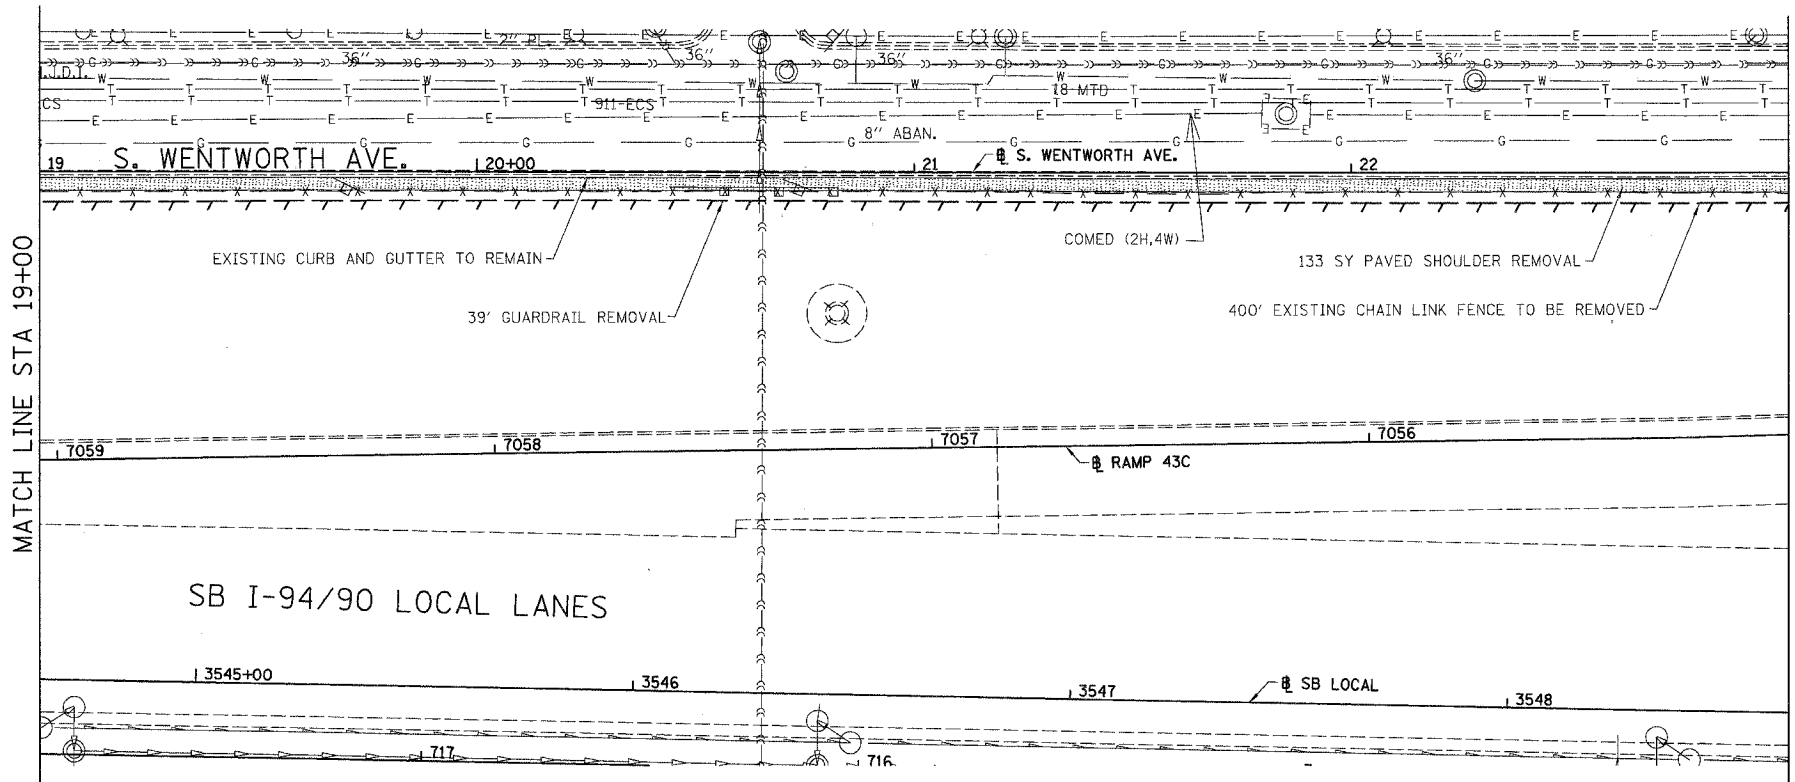 2" PL.
36"
36"
36"
36"
911-ECS
18-MTD
CS
8" ABAN.
19
S. WENTWORTH AVE.
20+00
21
S. WENTWORTH AVE.
22
EXISTING CURB AND GUTTER TO REMAIN
COMED (2H,4W)
133 SY PAVED SHOULDER REMOVAL
39' GUARDRAIL REMOVAL
400' EXISTING CHAIN LINK FENCE TO BE REMOVED
MATCH LINE STA 19+00
7059
7058
7057
7056
RAMP 43C
SB I-94/90 LOCAL LANES
3545+00
3546
3547
SB LOCAL
3548
717
716